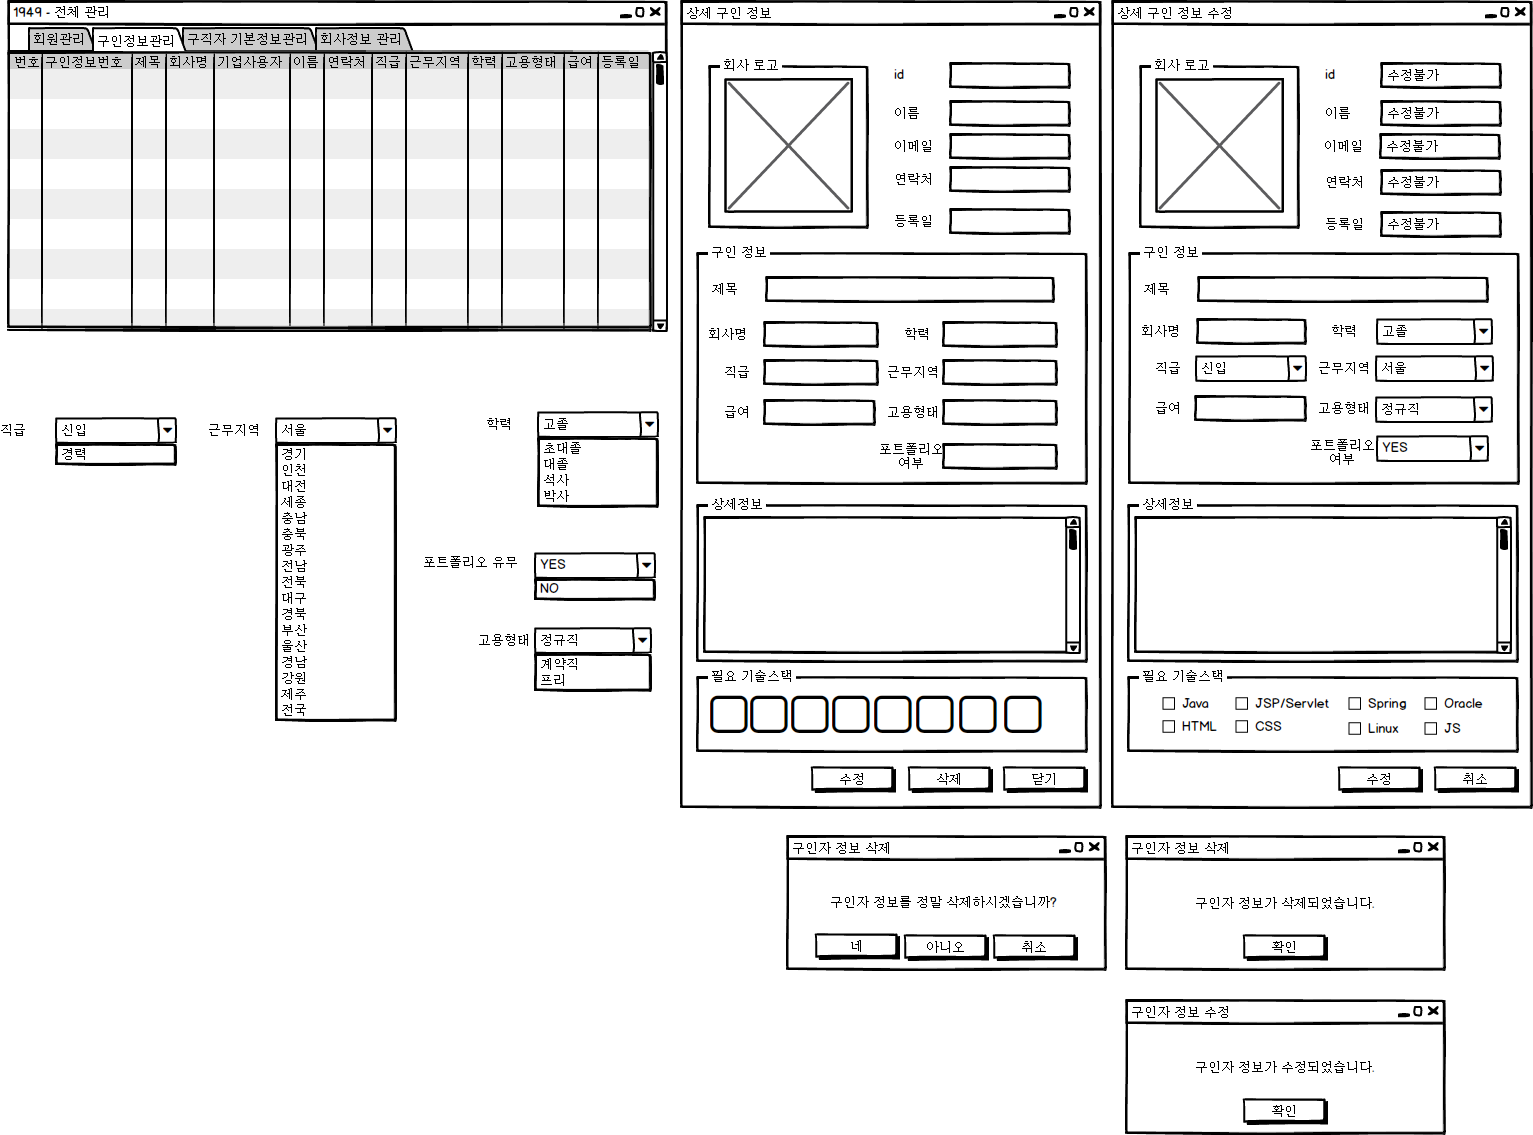 1949 - 전체 관리
회원관리 구인정보관리 구직자 기본정보관리 회사정보 관리
번호 구인정보번호 제목 회사명 기업사용자 이름 연락처 직급 근무지역 학력 고용형태 급여 등록일
직급 신입
경력
근무지역 서울
경기
인천
대전
세종
충남
충북
광주
전남
전북
대구
경북
부산
울산
경남
강원
제주
전국
학력 고졸
초대졸
대졸
석사
박사
포트폴리오 유무 YES
NO
고용형태 정규직
계약직
프리
상세 구인 정보
회사 로고
id
이름
이메일
연락처
등록일
구인 정보
제목
회사명 학력
직급 근무지역
급여 고용형태
포트폴리오
여부
상세정보
필요 기술스택
수정 삭제 닫기
상세 구인 정보 수정
회사 로고
id 수정불가
이름 수정불가
이메일 수정불가
연락처 수정불가
등록일 수정불가
구인 정보
제목
회사명 학력 고졸
직급 신입 근무지역 서울
급여 고용형태 정규직
포트폴리오 YES
여부
상세정보
필요 기술스택
Java JSP/Servlet Spring Oracle
HTML CSS Linux JS
수정 취소
구인자 정보 삭제
구인자 정보를 정말 삭제하시겠습니까?
네 아니오 취소
구인자 정보 삭제
구인자 정보가 삭제되었습니다.
확인
구인자 정보 수정
구인자 정보가 수정되었습니다.
확인